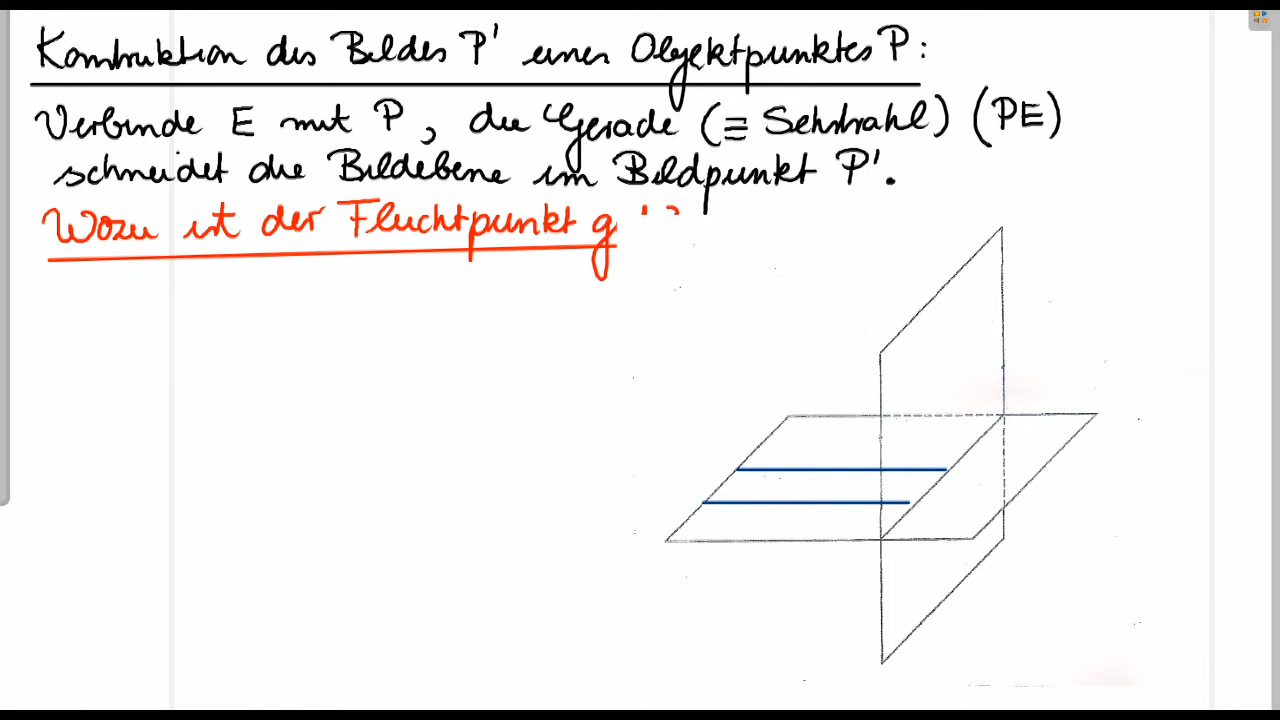 Konstruktion des Bildes P' eines Objektpunktes P:
Verbinde E mit P, die Gerade (≡ Sehstrahl) (PE)
schneidet die Bildebene im Bildpunkt P'.
Wozu ist der Fluchtpunkt g